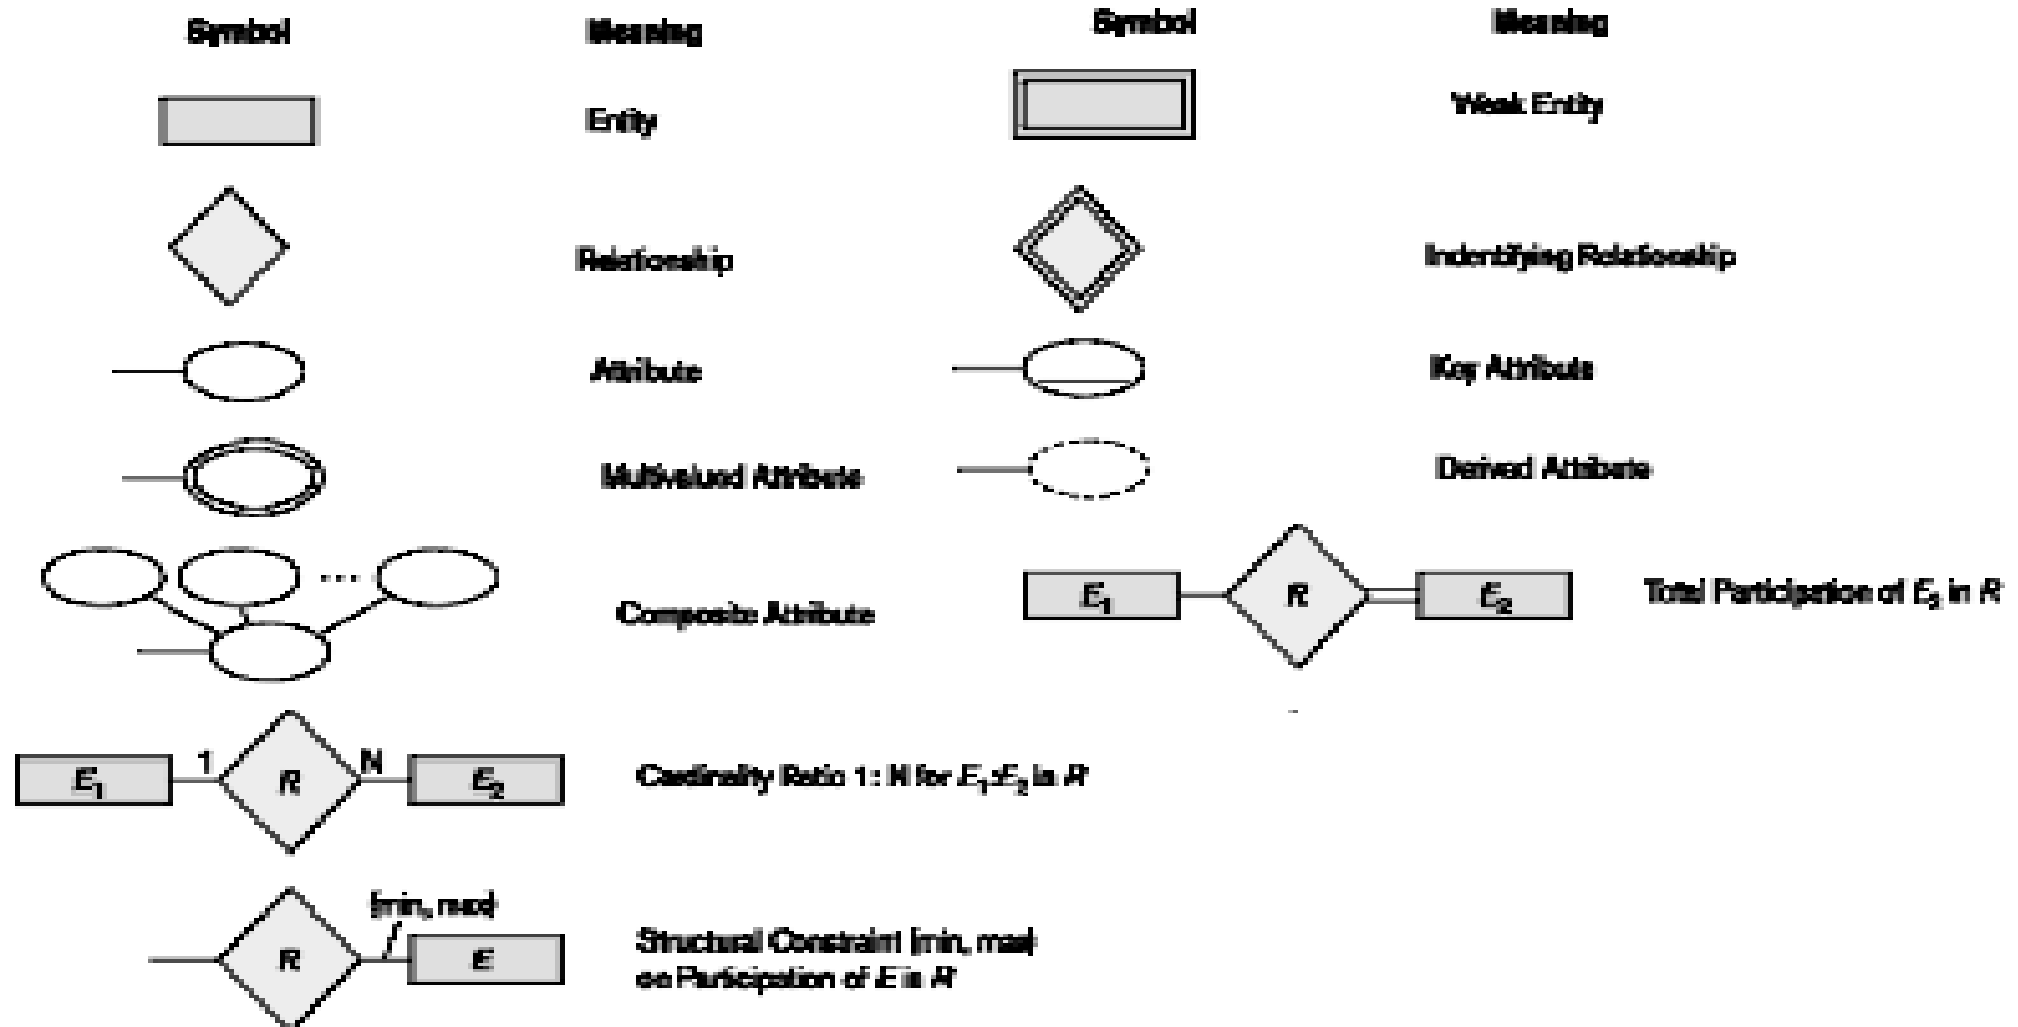 Symbol
Meaning
Entity
Relationship
Attribute
Multivalued Attribute
Composite Attribute
E1 1 R N E2
Cardinality Ratio 1: N for E1:E2 in R
(min, max)
R E
Structural Constraint (min, max)
on Participation of E in R
Symbol
Meaning
Weak Entity
Indentifying Relationship
Key Attribute
Derived Attribute
E1 R E2
Total Participation of E2 in R